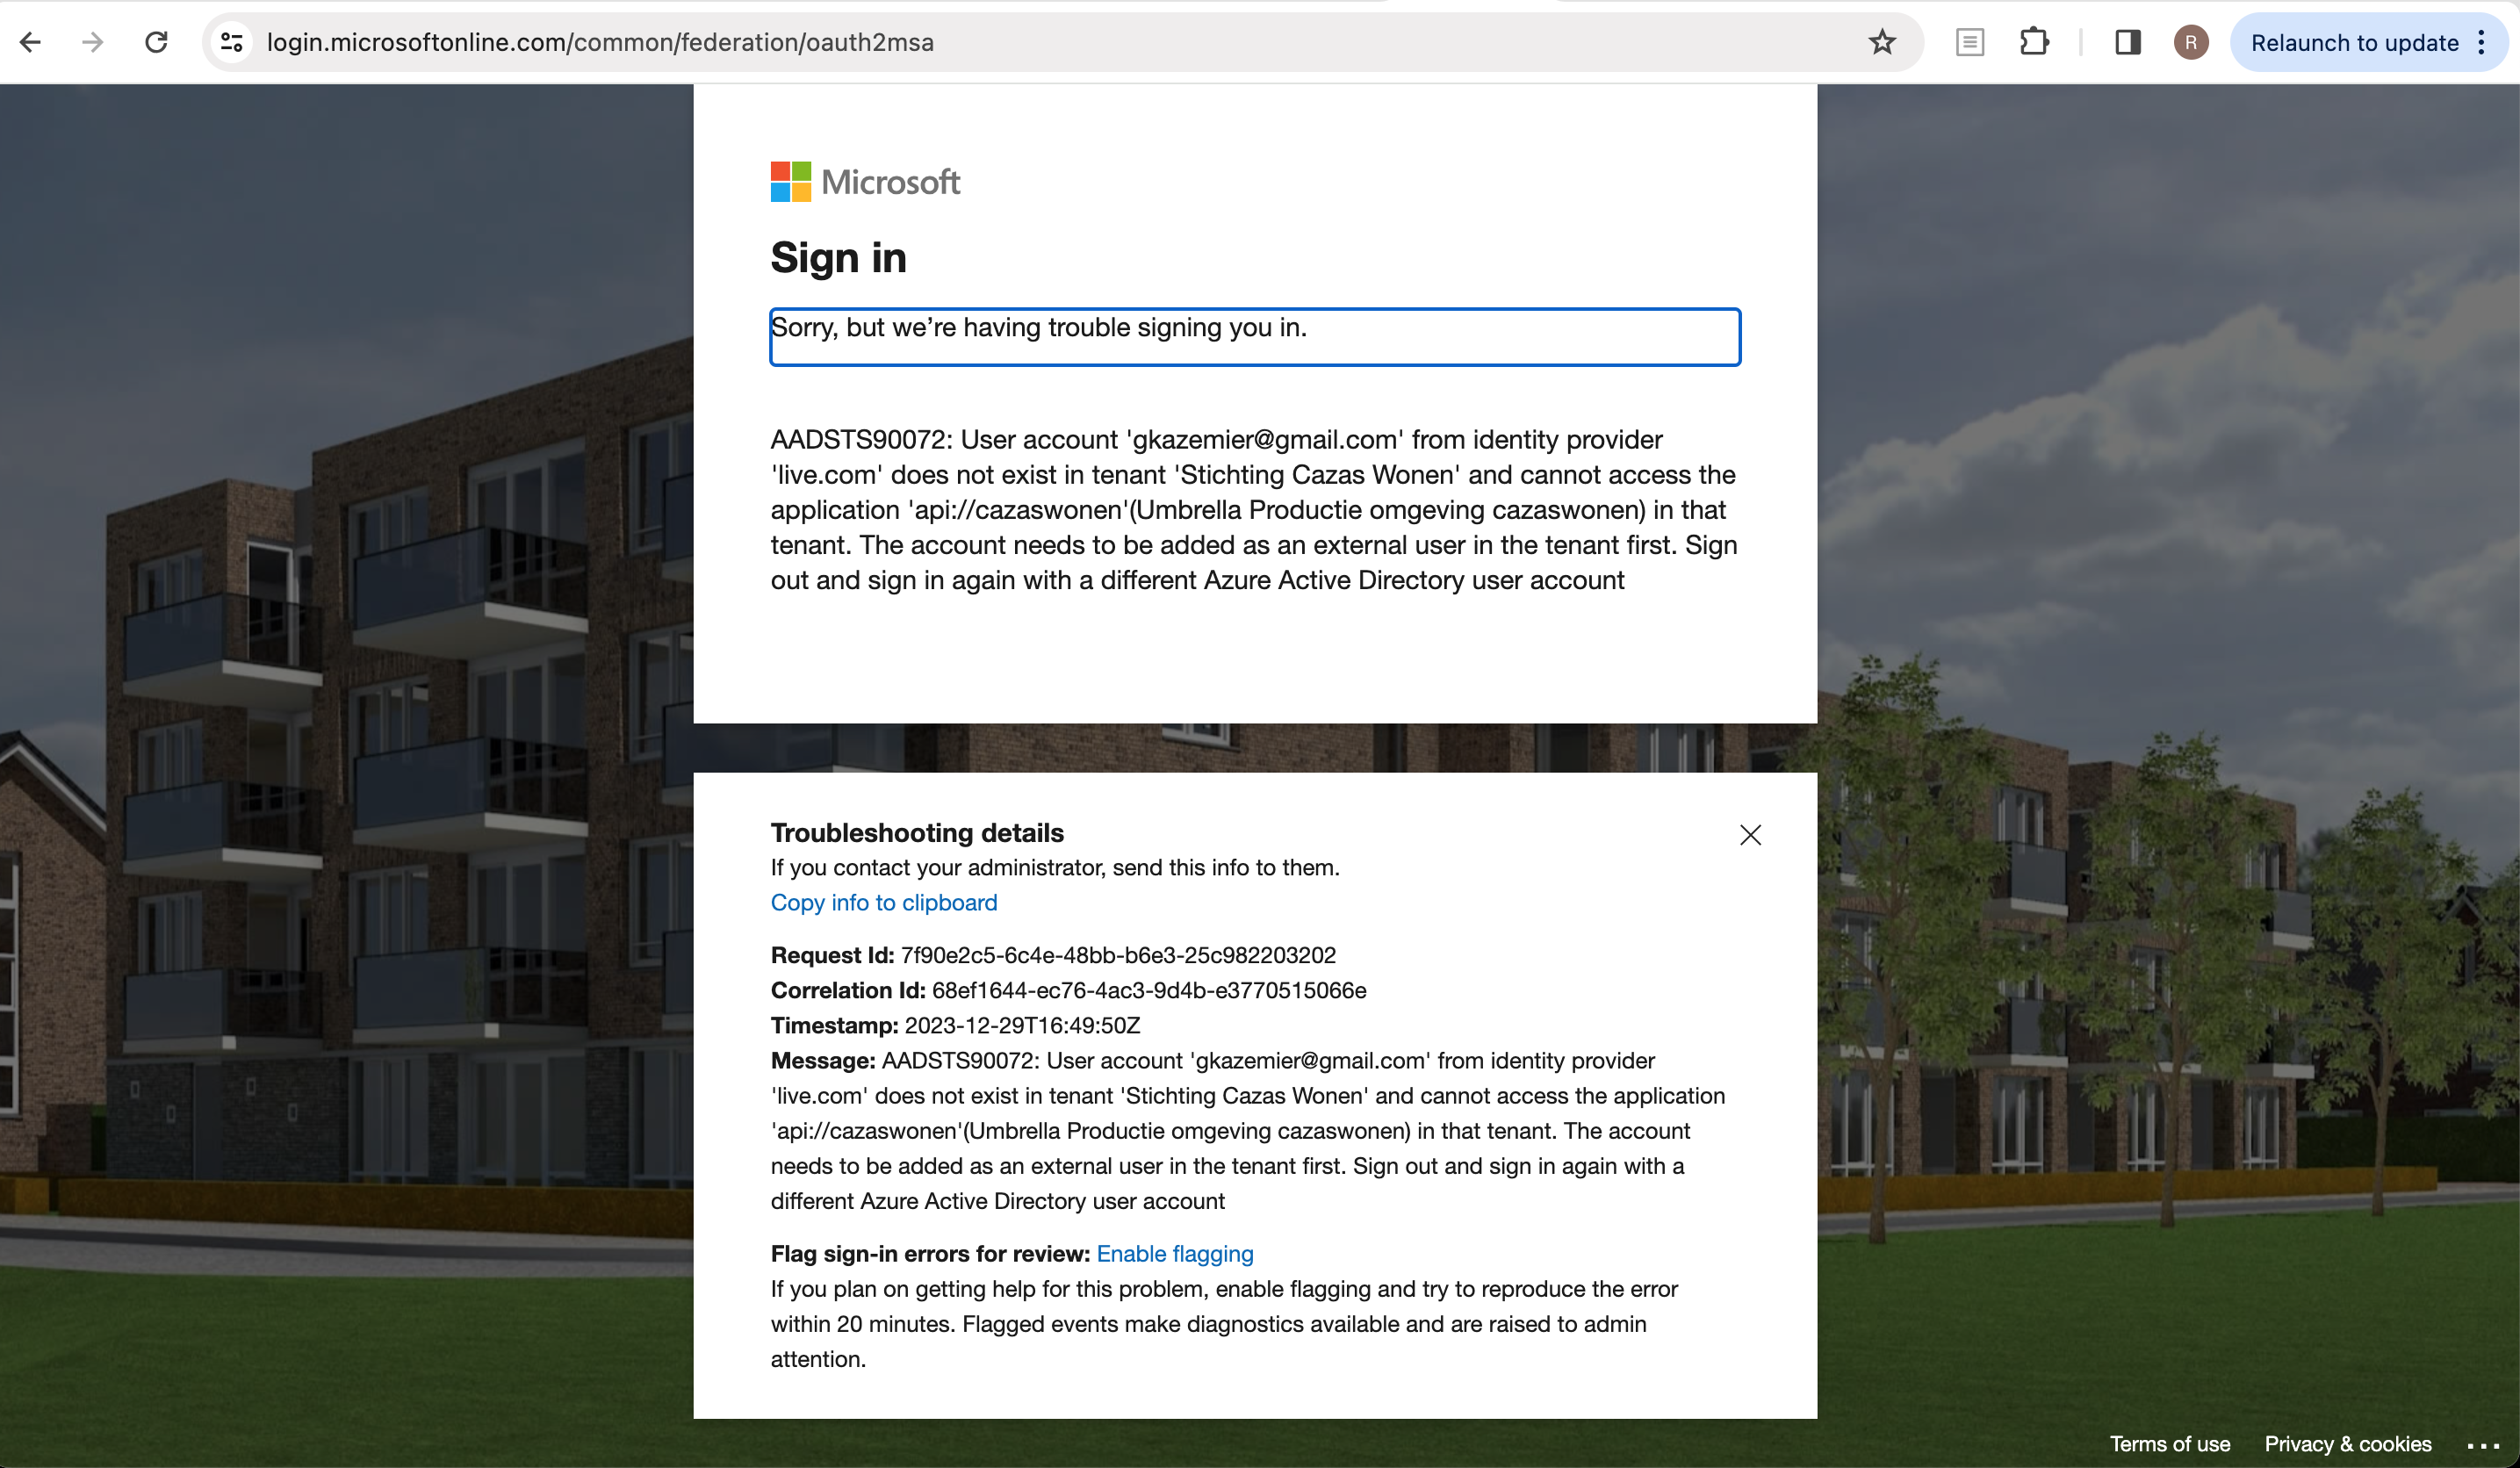 login.microsoftonline.com/common/federation/oauth2msa
R
Relaunch to update
Microsoft
Sign in
Sorry, but we’re having trouble signing you in.
AADSTS90072: User account 'gkazemier@gmail.com' from identity provider
'live.com' does not exist in tenant 'Stichting Cazas Wonen' and cannot access the
application 'api://cazaswonen'(Umbrella Productie omgeving cazaswonen) in that
tenant. The account needs to be added as an external user in the tenant first. Sign
out and sign in again with a different Azure Active Directory user account
Troubleshooting details
If you contact your administrator, send this info to them.
Copy info to clipboard
Request Id: 7f90e2c5-6c4e-48bb-b6e3-25c982203202
Correlation Id: 68ef1644-ec76-4ac3-9d4b-e3770515066e
Timestamp: 2023-12-29T16:49:50Z
Message: AADSTS90072: User account 'gkazemier@gmail.com' from identity provider
'live.com' does not exist in tenant 'Stichting Cazas Wonen' and cannot access the application
'api://cazaswonen'(Umbrella Productie omgeving cazaswonen) in that tenant. The account
needs to be added as an external user in the tenant first. Sign out and sign in again with a
different Azure Active Directory user account
Flag sign-in errors for review: Enable flagging
If you plan on getting help for this problem, enable flagging and try to reproduce the error
within 20 minutes. Flagged events make diagnostics available and are raised to admin
attention.
Terms of use Privacy & cookies ...